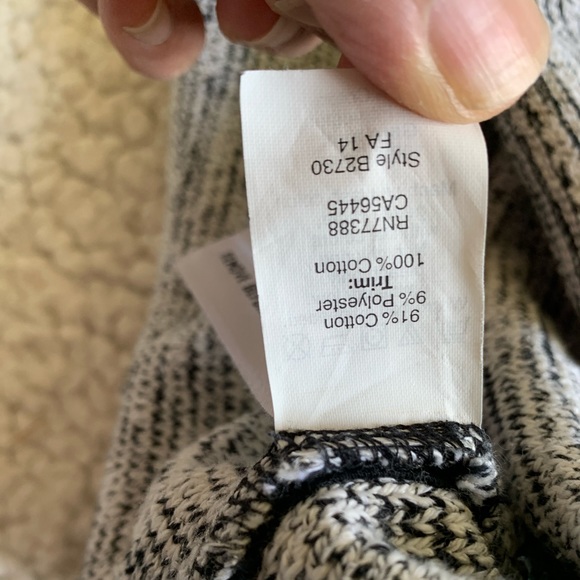 91% Cotton
9% Polyester
Trim:
100% Cotton
RN77388
CA56445
Style B2730
FA 14